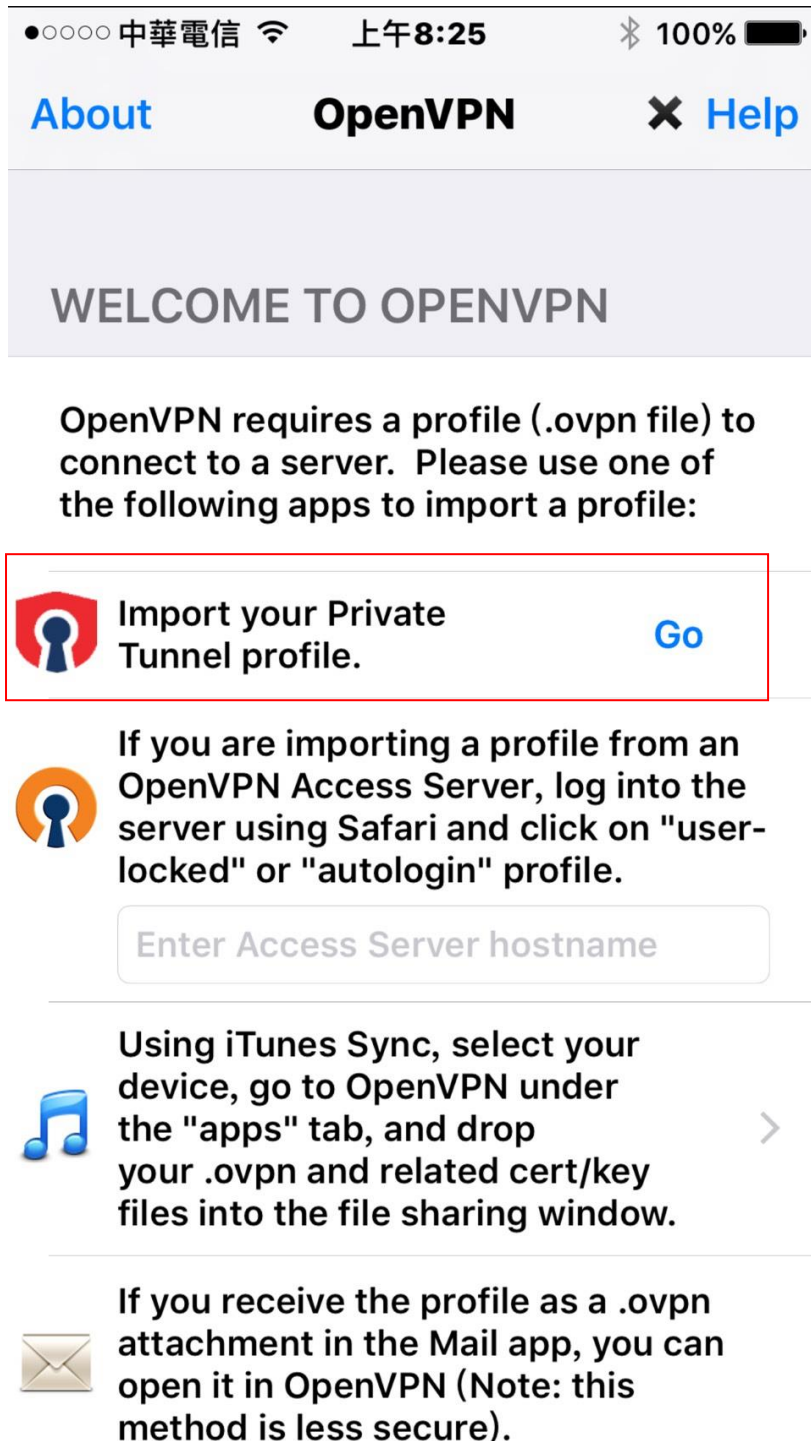 中華電信 上午8:25 100%
About OpenVPN Help
WELCOME TO OPENVPN
OpenVPN requires a profile (.ovpn file) to
connect to a server. Please use one of
the following apps to import a profile:
Import your Private
Tunnel profile.
Go
If you are importing a profile from an
OpenVPN Access Server, log into the
server using Safari and click on "user-
locked" or "autologin" profile.
Enter Access Server hostname
Using iTunes Sync, select your
device, go to OpenVPN under
the "apps" tab, and drop
your .ovpn and related cert/key
files into the file sharing window.
If you receive the profile as a .ovpn
attachment in the Mail app, you can
open it in OpenVPN (Note: this
method is less secure).